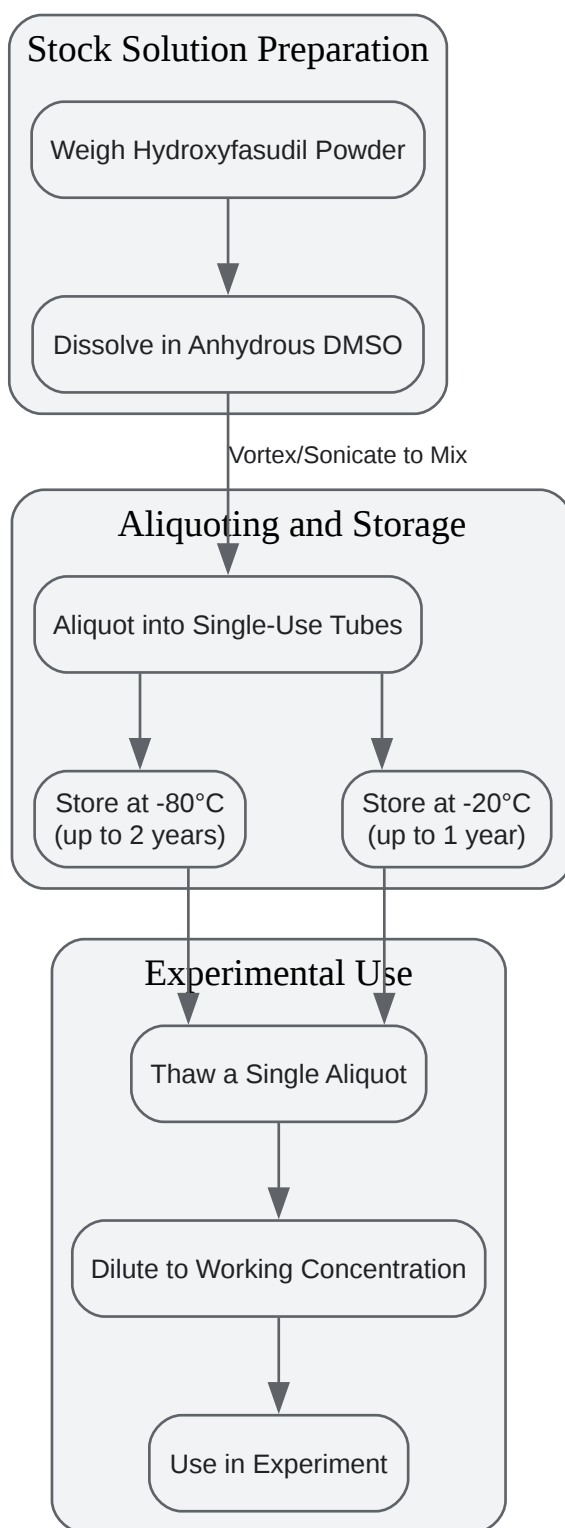 Stock Solution Preparation
Weigh Hydroxyfasudil Powder
Dissolve in Anhydrous DMSO
Vortex/Sonicate to Mix
Aliquoting and Storage
Aliquot into Single-Use Tubes
Store at -80°C
(up to 2 years)
Store at -20°C
(up to 1 year)
Experimental Use
Thaw a Single Aliquot
Dilute to Working Concentration
Use in Experiment